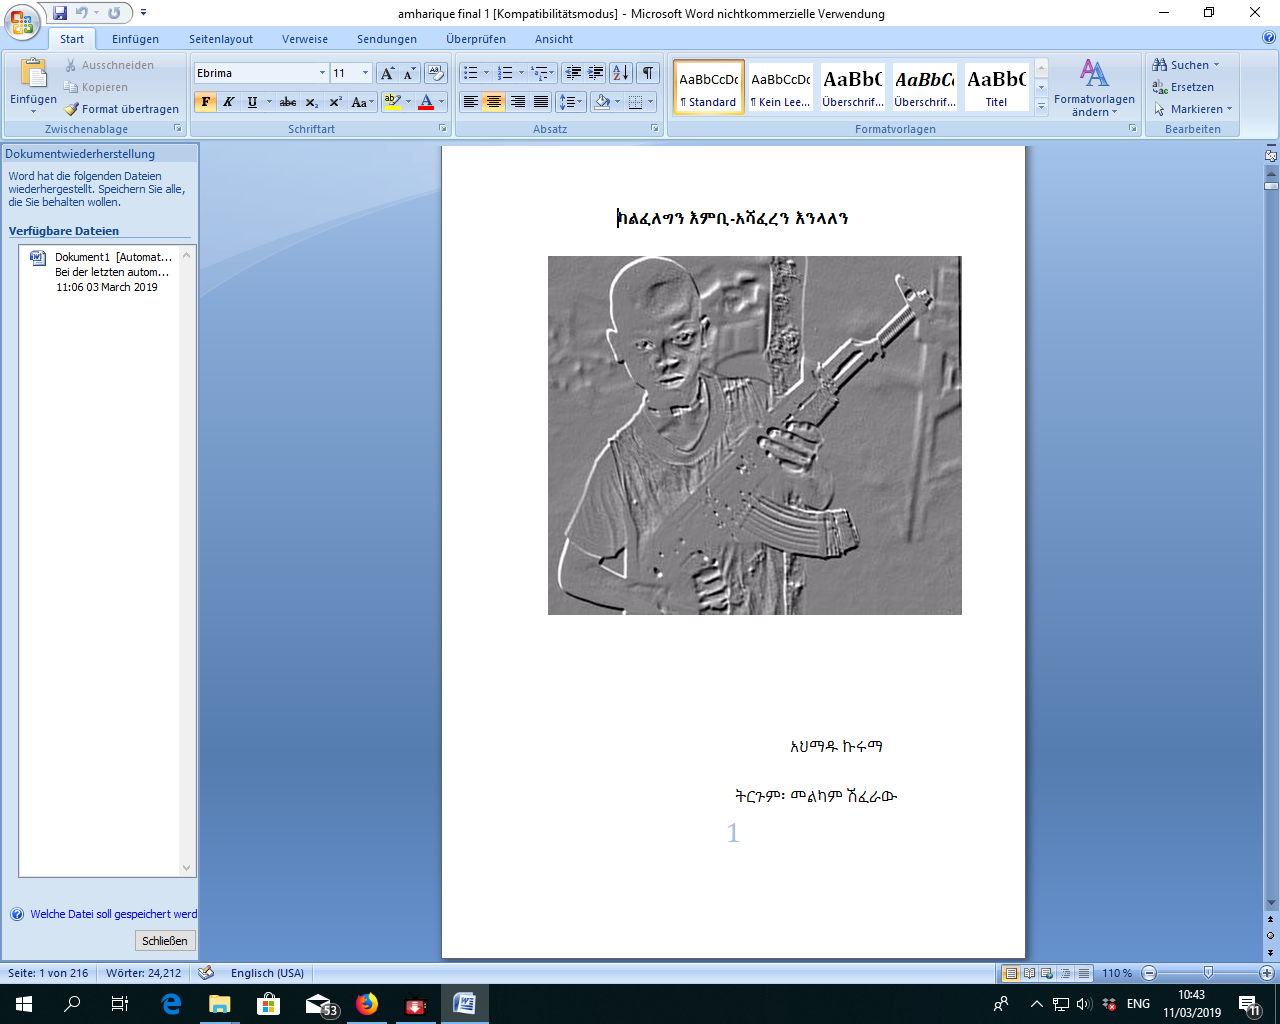 amharique final 1 [Kompatibilitätsmodus] - Microsoft Word nichtkommerzielle Verwendung
Start Einfügen Seitenlayout Verweise Sendungen Überprüfen Ansicht
Einfügen
Ausschneiden
Kopieren
Format übertragen
Zwischenablage
Ebrima 11
F K U abc x₂ x² Aa ab A
Schriftart
Absatz
AaBbCcDc AaBbCcDc AaBbC AaBbCc AaBbC
¶ Standard ¶ Kein Lee... Überschrif... Überschrif... Titel
Formatvorlagen ändern
Formatvorlagen
Suchen
Ersetzen
Markieren
Bearbeiten
Dokumentwiederherstellung
Word hat die folgenden Dateien
wiederhergestellt. Speichern Sie alle,
die Sie behalten wollen.
Verfügbare Dateien
Dokument1 [Automat...
Bei der letzten autom...
11:06 03 March 2019
Welche Datei soll gespeichert werd
Schließen
ካልፈለግን እምቢ-አሻፈረን እንላለን
አህማዱ ኩሩማ
ትርጉም፡ መልካም ሽፈራው
1
Seite: 1 von 216 Wörter: 24,212 Englisch (USA) 110 %
53 ENG 10:43
11/03/2019 11